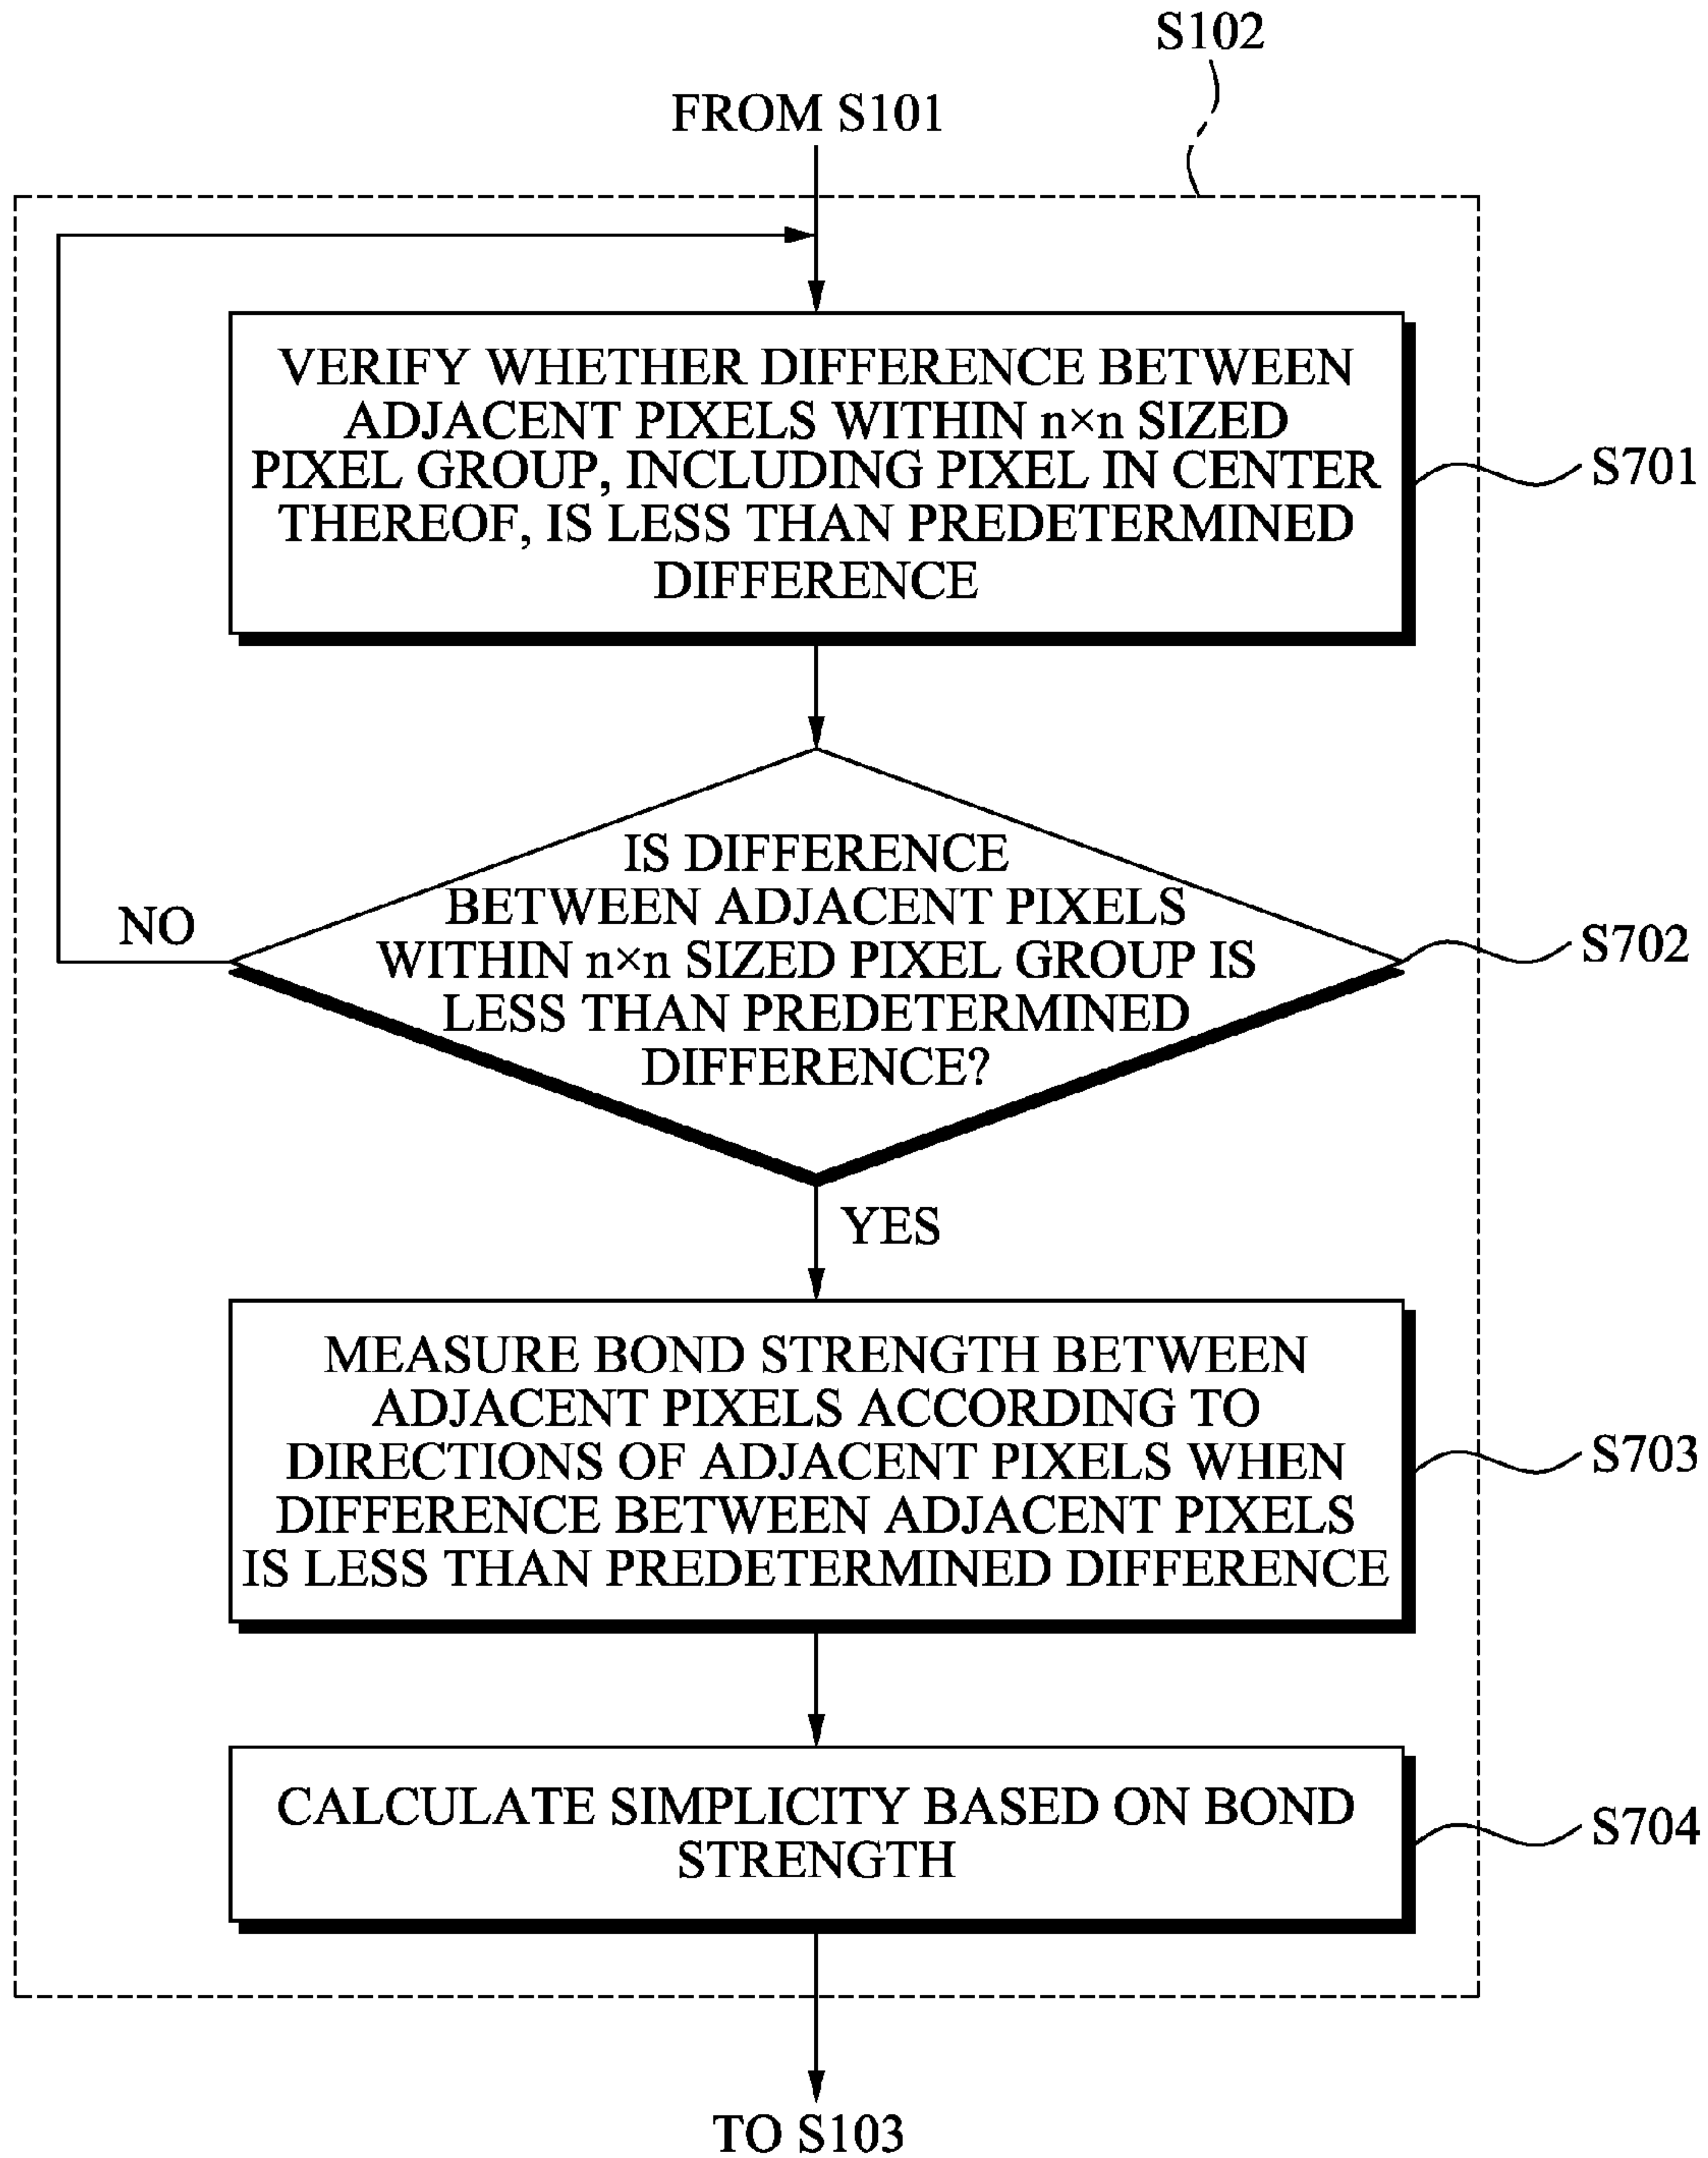 S102
FROM S101
VERIFY WHETHER DIFFERENCE BETWEEN
ADJACENT PIXELS WITHIN n×n SIZED
PIXEL GROUP, INCLUDING PIXEL IN CENTER
THEREOF, IS LESS THAN PREDETERMINED
DIFFERENCE
S701
IS DIFFERENCE
BETWEEN ADJACENT PIXELS
WITHIN n×n SIZED PIXEL GROUP IS
LESS THAN PREDETERMINED
DIFFERENCE?
NO
S702
YES
MEASURE BOND STRENGTH BETWEEN
ADJACENT PIXELS ACCORDING TO
DIRECTIONS OF ADJACENT PIXELS WHEN
DIFFERENCE BETWEEN ADJACENT PIXELS
IS LESS THAN PREDETERMINED DIFFERENCE
S703
CALCULATE SIMPLICITY BASED ON BOND
STRENGTH
S704
TO S103